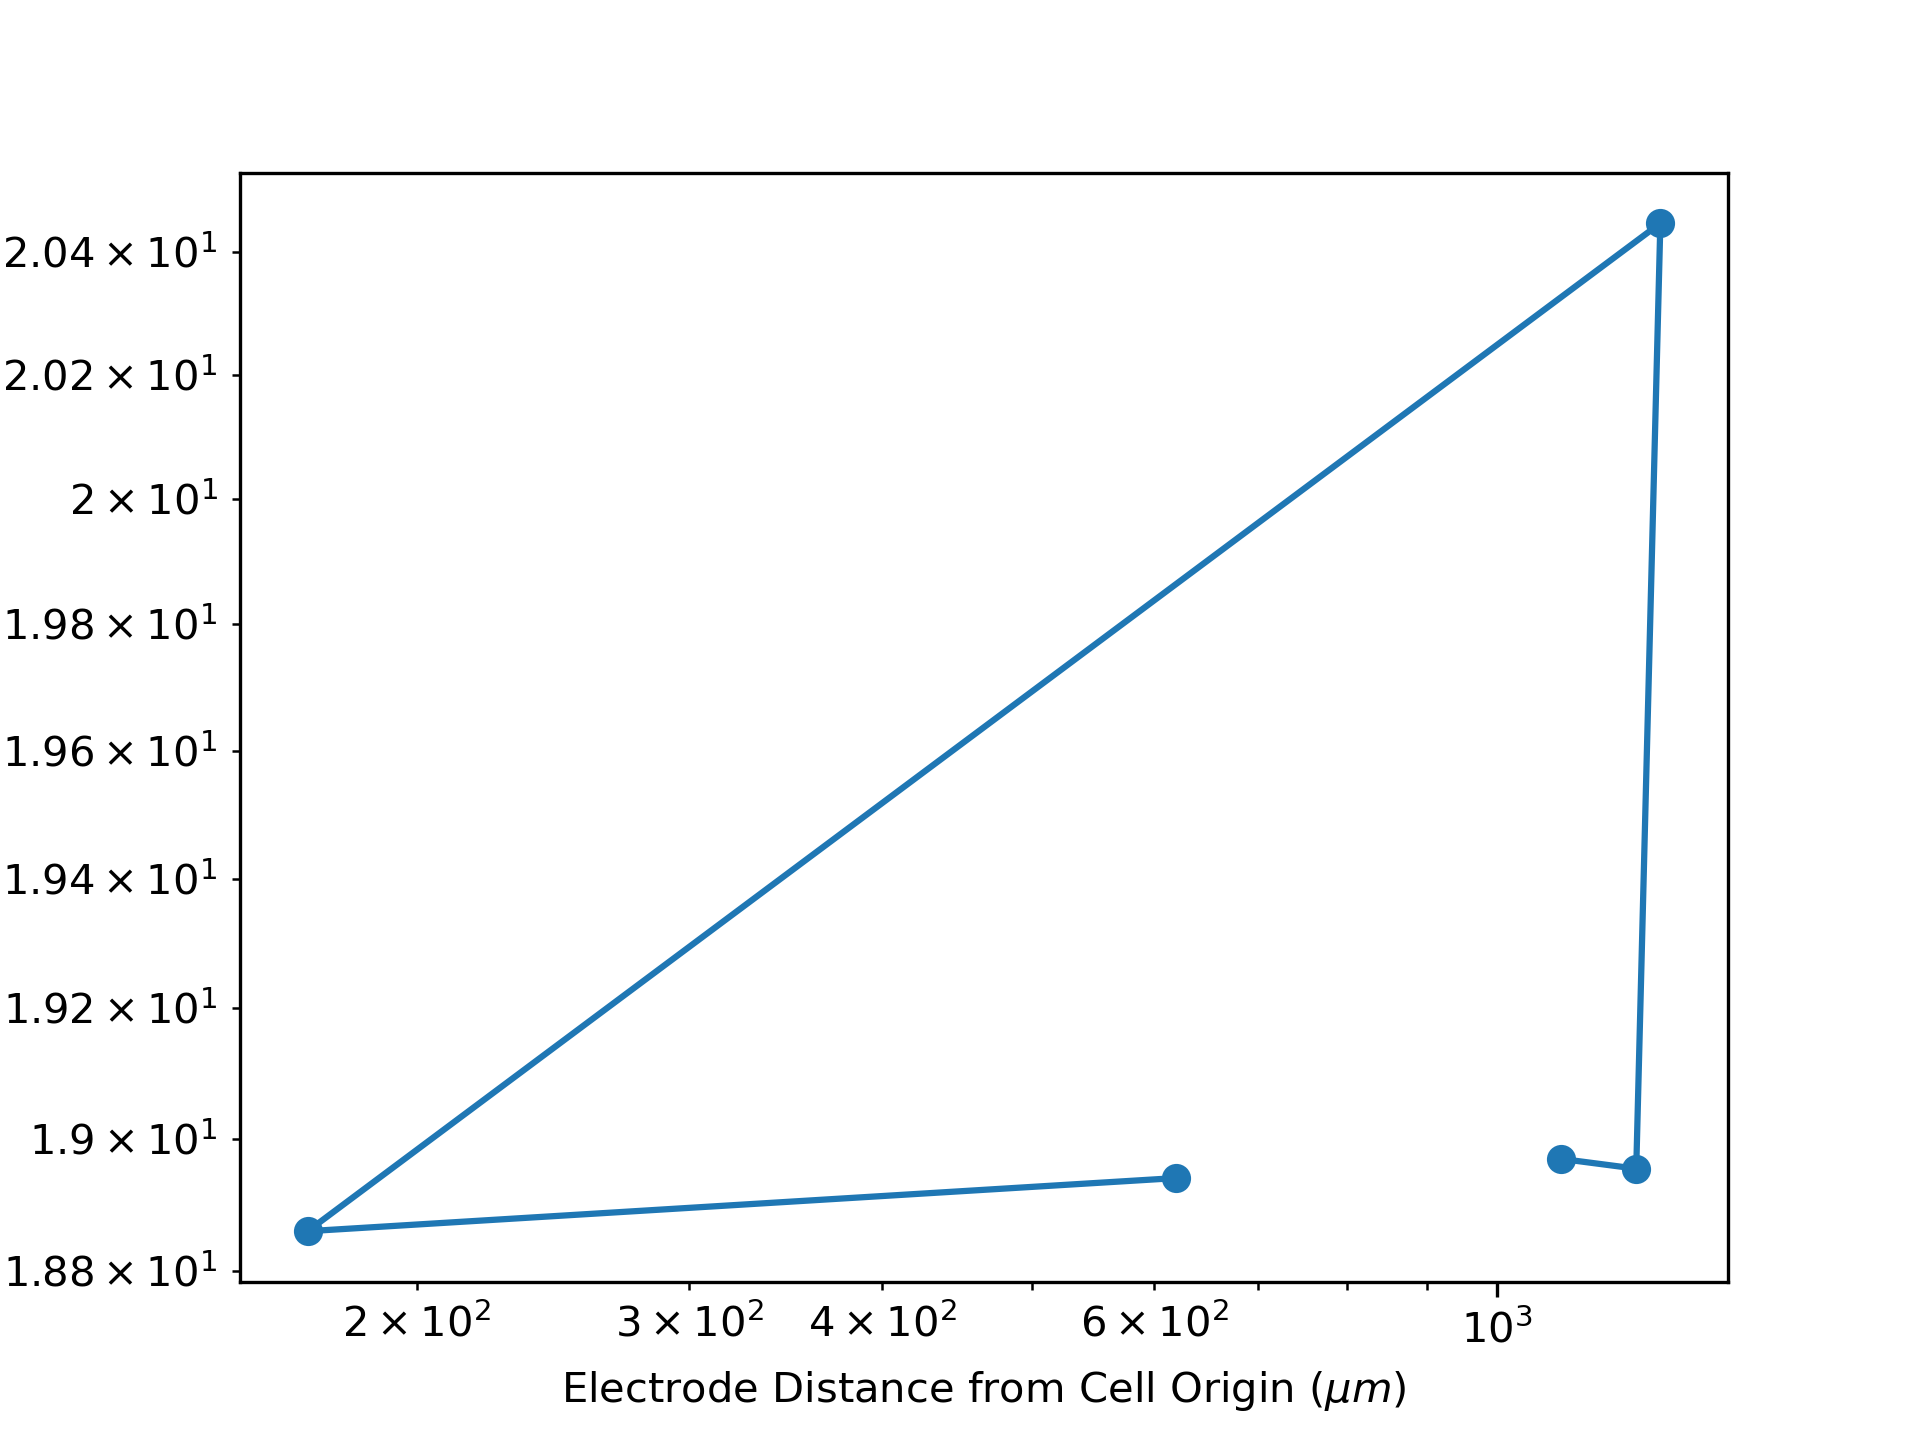 2.04 × 10¹
2.02 × 10¹
2 × 10¹
1.98 × 10¹
1.96 × 10¹
1.94 × 10¹
1.92 × 10¹
1.9 × 10¹
1.88 × 10¹
2 × 10² 3 × 10² 4 × 10² 6 × 10² 10³
Electrode Distance from Cell Origin (μm)